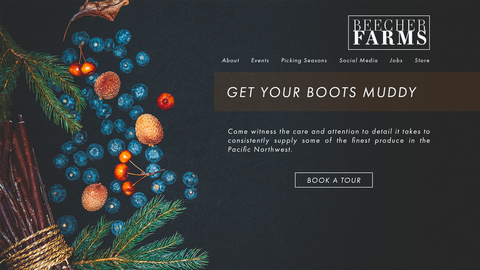 BEECHER
FARMS
About Events Picking Seasons Social Media Jobs Store
GET YOUR BOOTS MUDDY
Come witness the care and attention to detail it takes to
consistently supply some of the finest produce in the
Pacific Northwest.
BOOK A TOUR